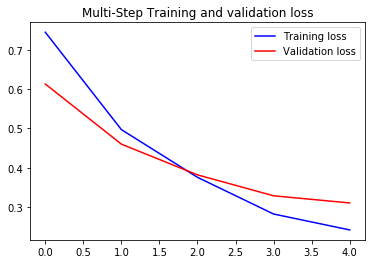 Multi-Step Training and validation loss
Training loss
Validation loss
0.7
0.6
0.5
0.4
0.3
0.0 0.5 1.0 1.5 2.0 2.5 3.0 3.5 4.0